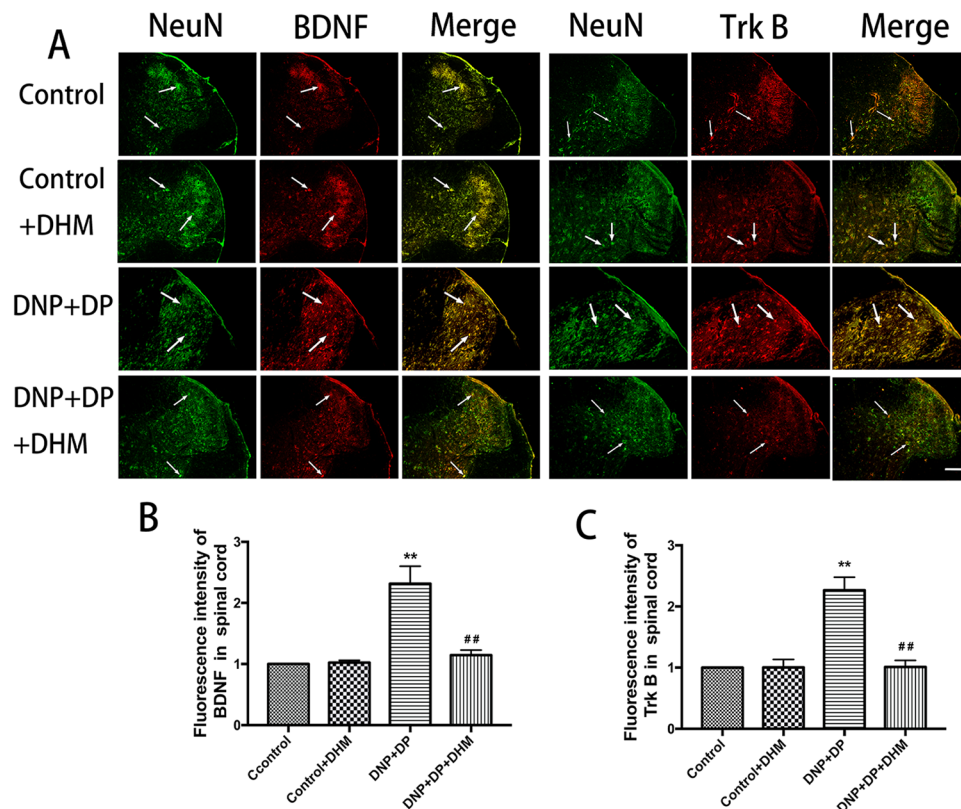 A
NeuN BDNF Merge NeuN Trk B Merge
Control
Control
+DHM
DNP+DP
DNP+DP
+DHM
B
Fluorescence intensity of
BDNF in spinal cord
3
2
1
0
**
##
Ccontrol
Control+DHM
DNP+DP
DNP+DP+DHM
C
Fluorescence intensity of
Trk B in spinal cord
3
2
1
0
**
##
Control
Control+DHM
DNP+DP
DNP+DP+DHM